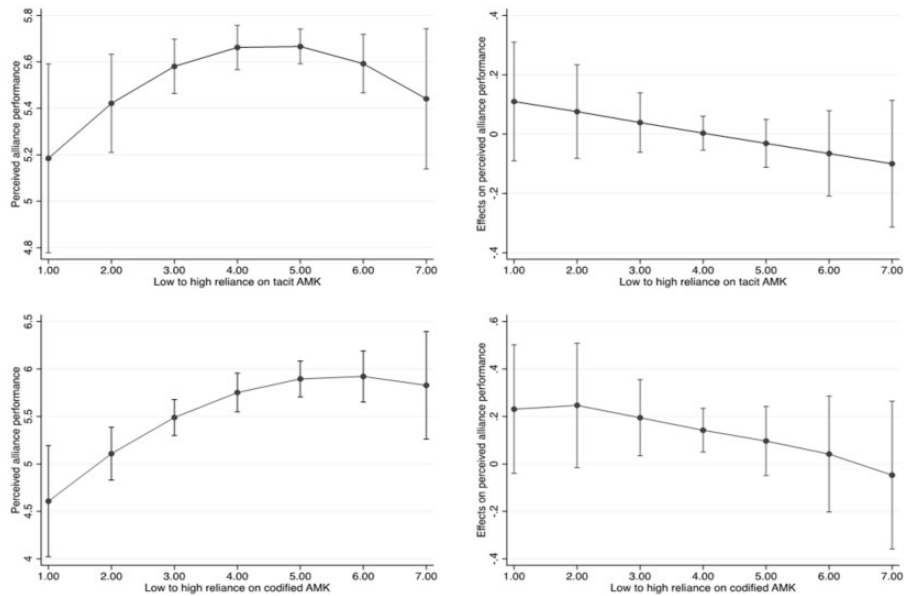 Perceived alliance performance
5.8
5.6
5.4
5.2
5
4.8
1.00 2.00 3.00 4.00 5.00 6.00 7.00
Low to high reliance on tacit AMK
Effects on perceived alliance performance
.4
.2
0
-.2
-.4
1.00 2.00 3.00 4.00 5.00 6.00 7.00
Low to high reliance on tacit AMK
Perceived alliance performance
6.5
6
5.5
5
4.5
4
1.00 2.00 3.00 4.00 5.00 6.00 7.00
Low to high reliance on codified AMK
Effects on perceived alliance performance
.6
.4
.2
0
-.2
-.4
1.00 2.00 3.00 4.00 5.00 6.00 7.00
Low to high reliance on codified AMK